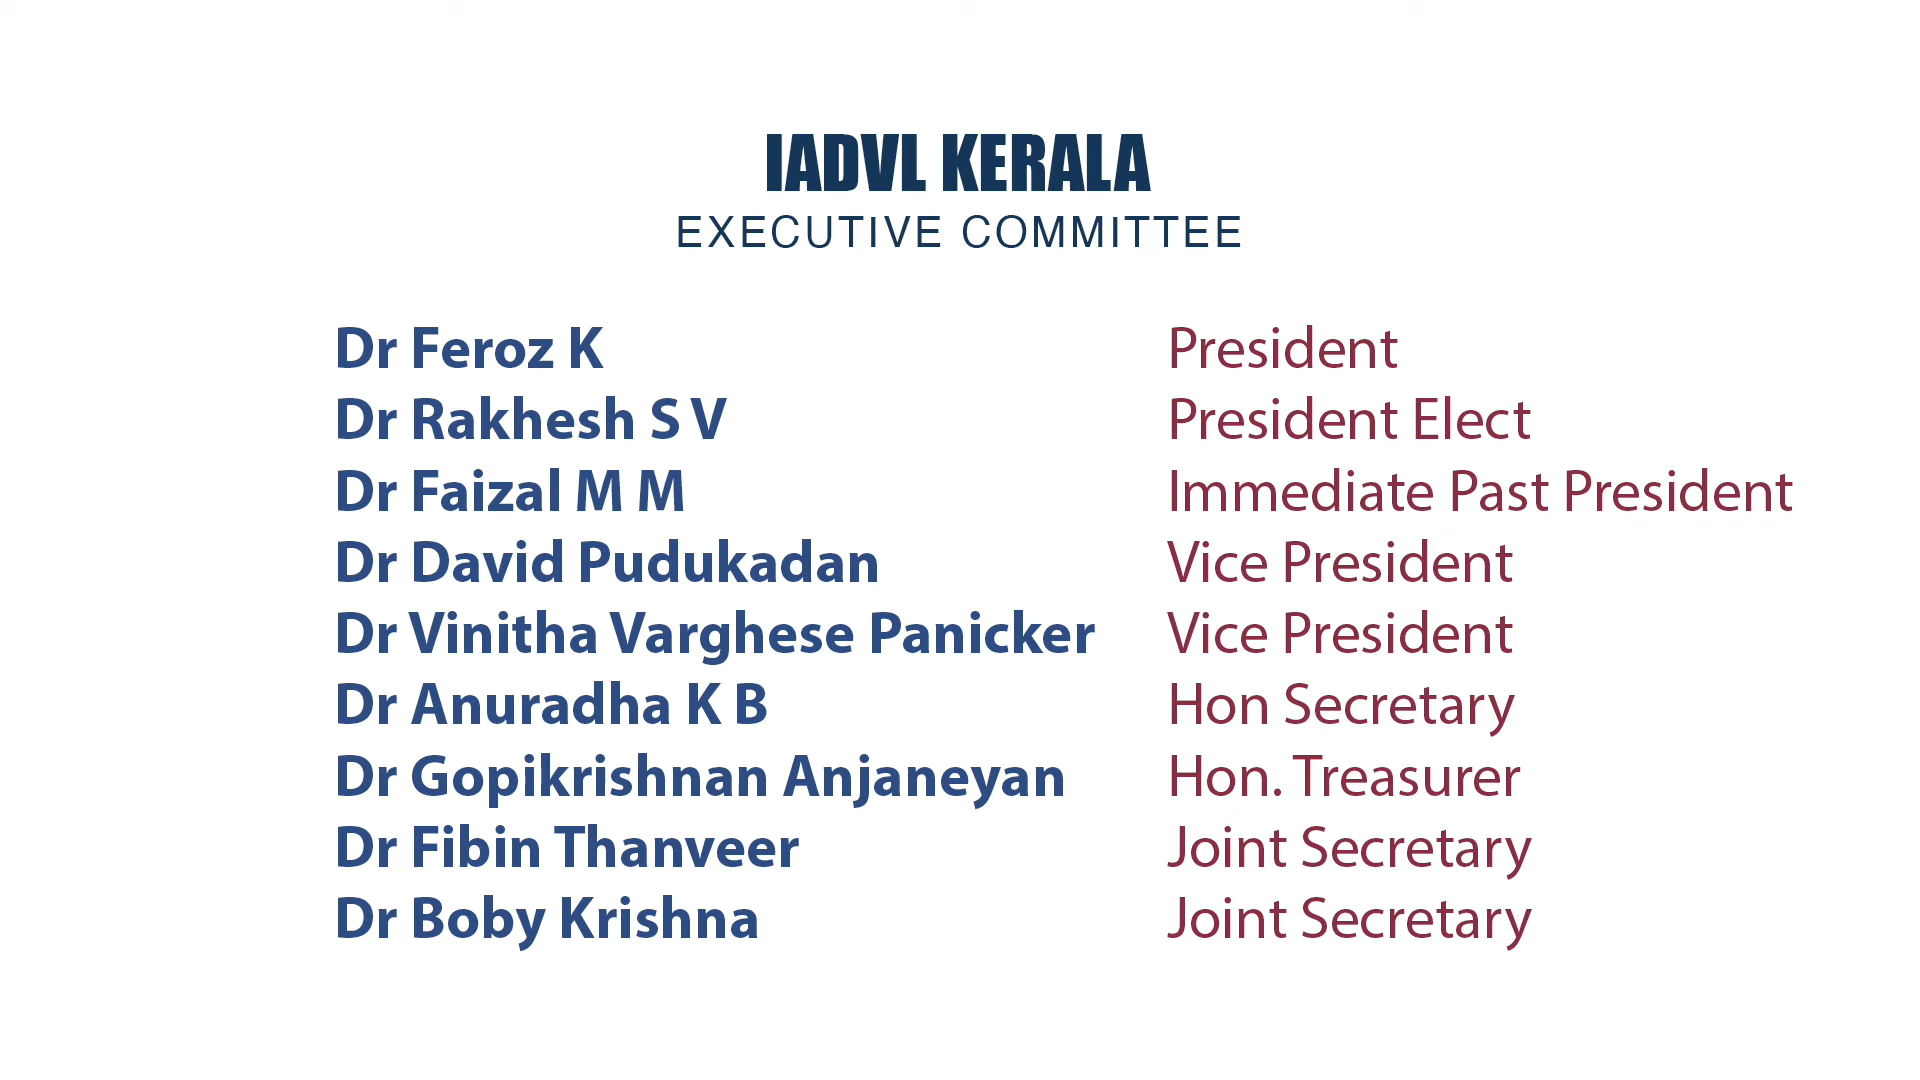 IADVL KERALA
EXECUTIVE COMMITTEE
Dr Feroz K President
Dr Rakhesh S V President Elect
Dr Faizal M M Immediate Past President
Dr David Pudukadan Vice President
Dr Vinitha Varghese Panicker Vice President
Dr Anuradha K B Hon Secretary
Dr Gopikrishnan Anjaneyan Hon. Treasurer
Dr Fibin Thanveer Joint Secretary
Dr Boby Krishna Joint Secretary